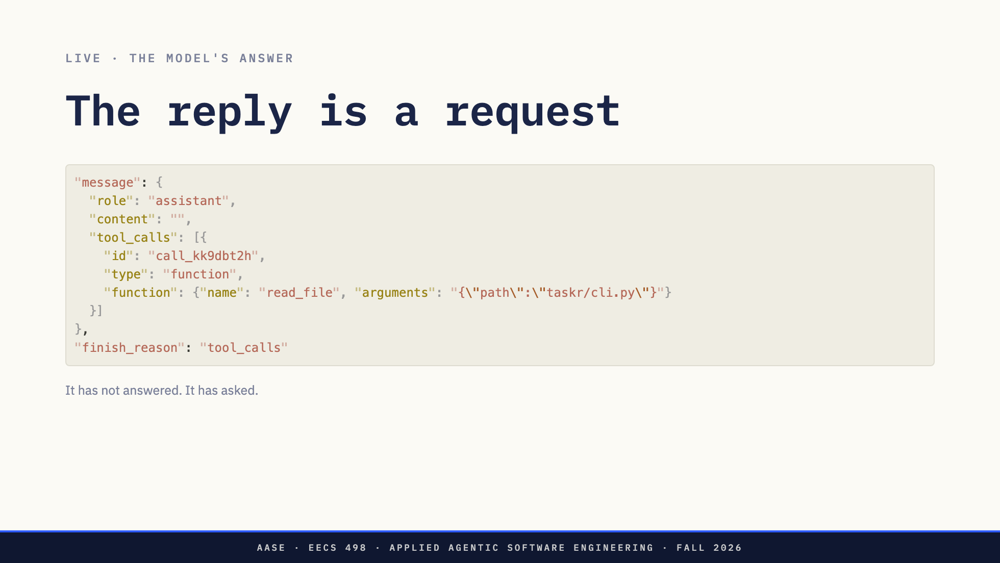 LIVE · THE MODEL'S ANSWER
The reply is a request
"message": {
  "role": "assistant",
  "content": "",
  "tool_calls": [{
    "id": "call_kk9dbt2h",
    "type": "function",
    "function": {"name": "read_file", "arguments": "{\"path\":\"taskr/cli.py\"}"}
  }]
},
"finish_reason": "tool_calls"
It has not answered. It has asked.
AASE · EECS 498 · APPLIED AGENTIC SOFTWARE ENGINEERING · FALL 2026